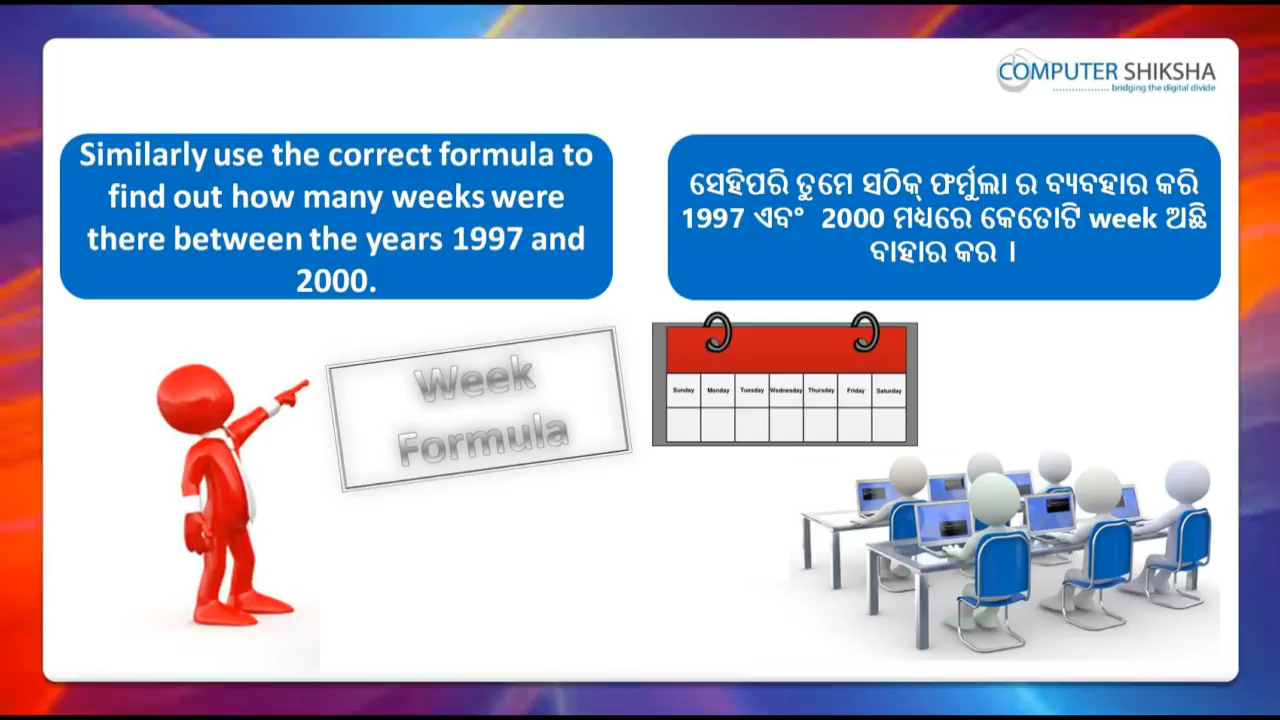 COMPUTER SHIKSHA
bridging the digital divide
Similarly use the correct formula to
find out how many weeks were
there between the years 1997 and
2000.
ସେହିପରି ତୁମେ ସଠିକ୍ ଫର୍ମୁଲା ର ବ୍ୟବହାର କରି
1997 ଏବଂ 2000 ମଧ୍ୟରେ କେତୋଟି week ଅଛି
ବାହାର କର ।
Week
Formula
Sunday Monday Tuesday Wednesday Thursday Friday Saturday